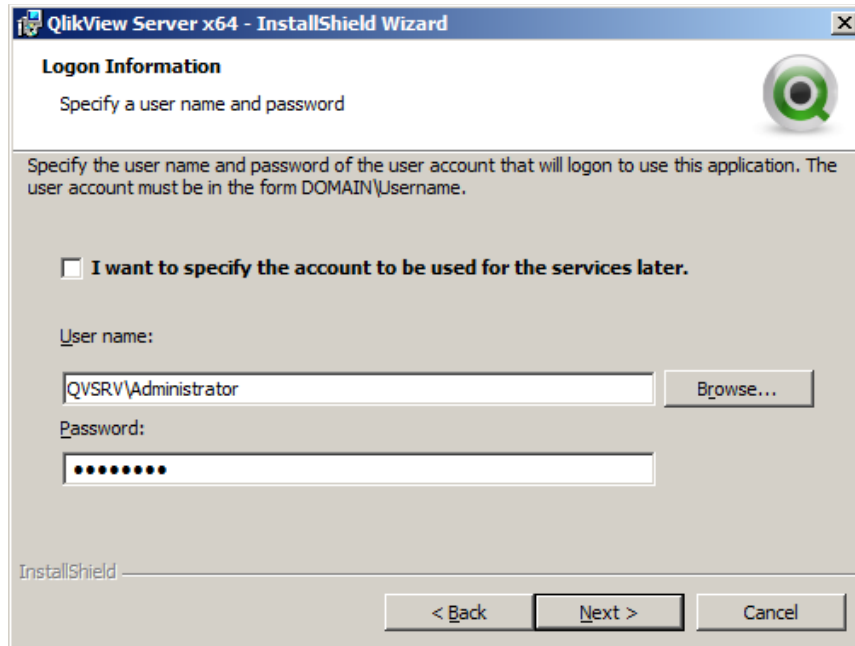 QlikView Server x64 - InstallShield Wizard
Logon Information
Specify a user name and password
Specify the user name and password of the user account that will logon to use this application. The
user account must be in the form DOMAIN\Username.
I want to specify the account to be used for the services later.
User name:
QVSRV\Administrator
Browse...
Password:
••••••••
InstallShield
< Back
Next >
Cancel